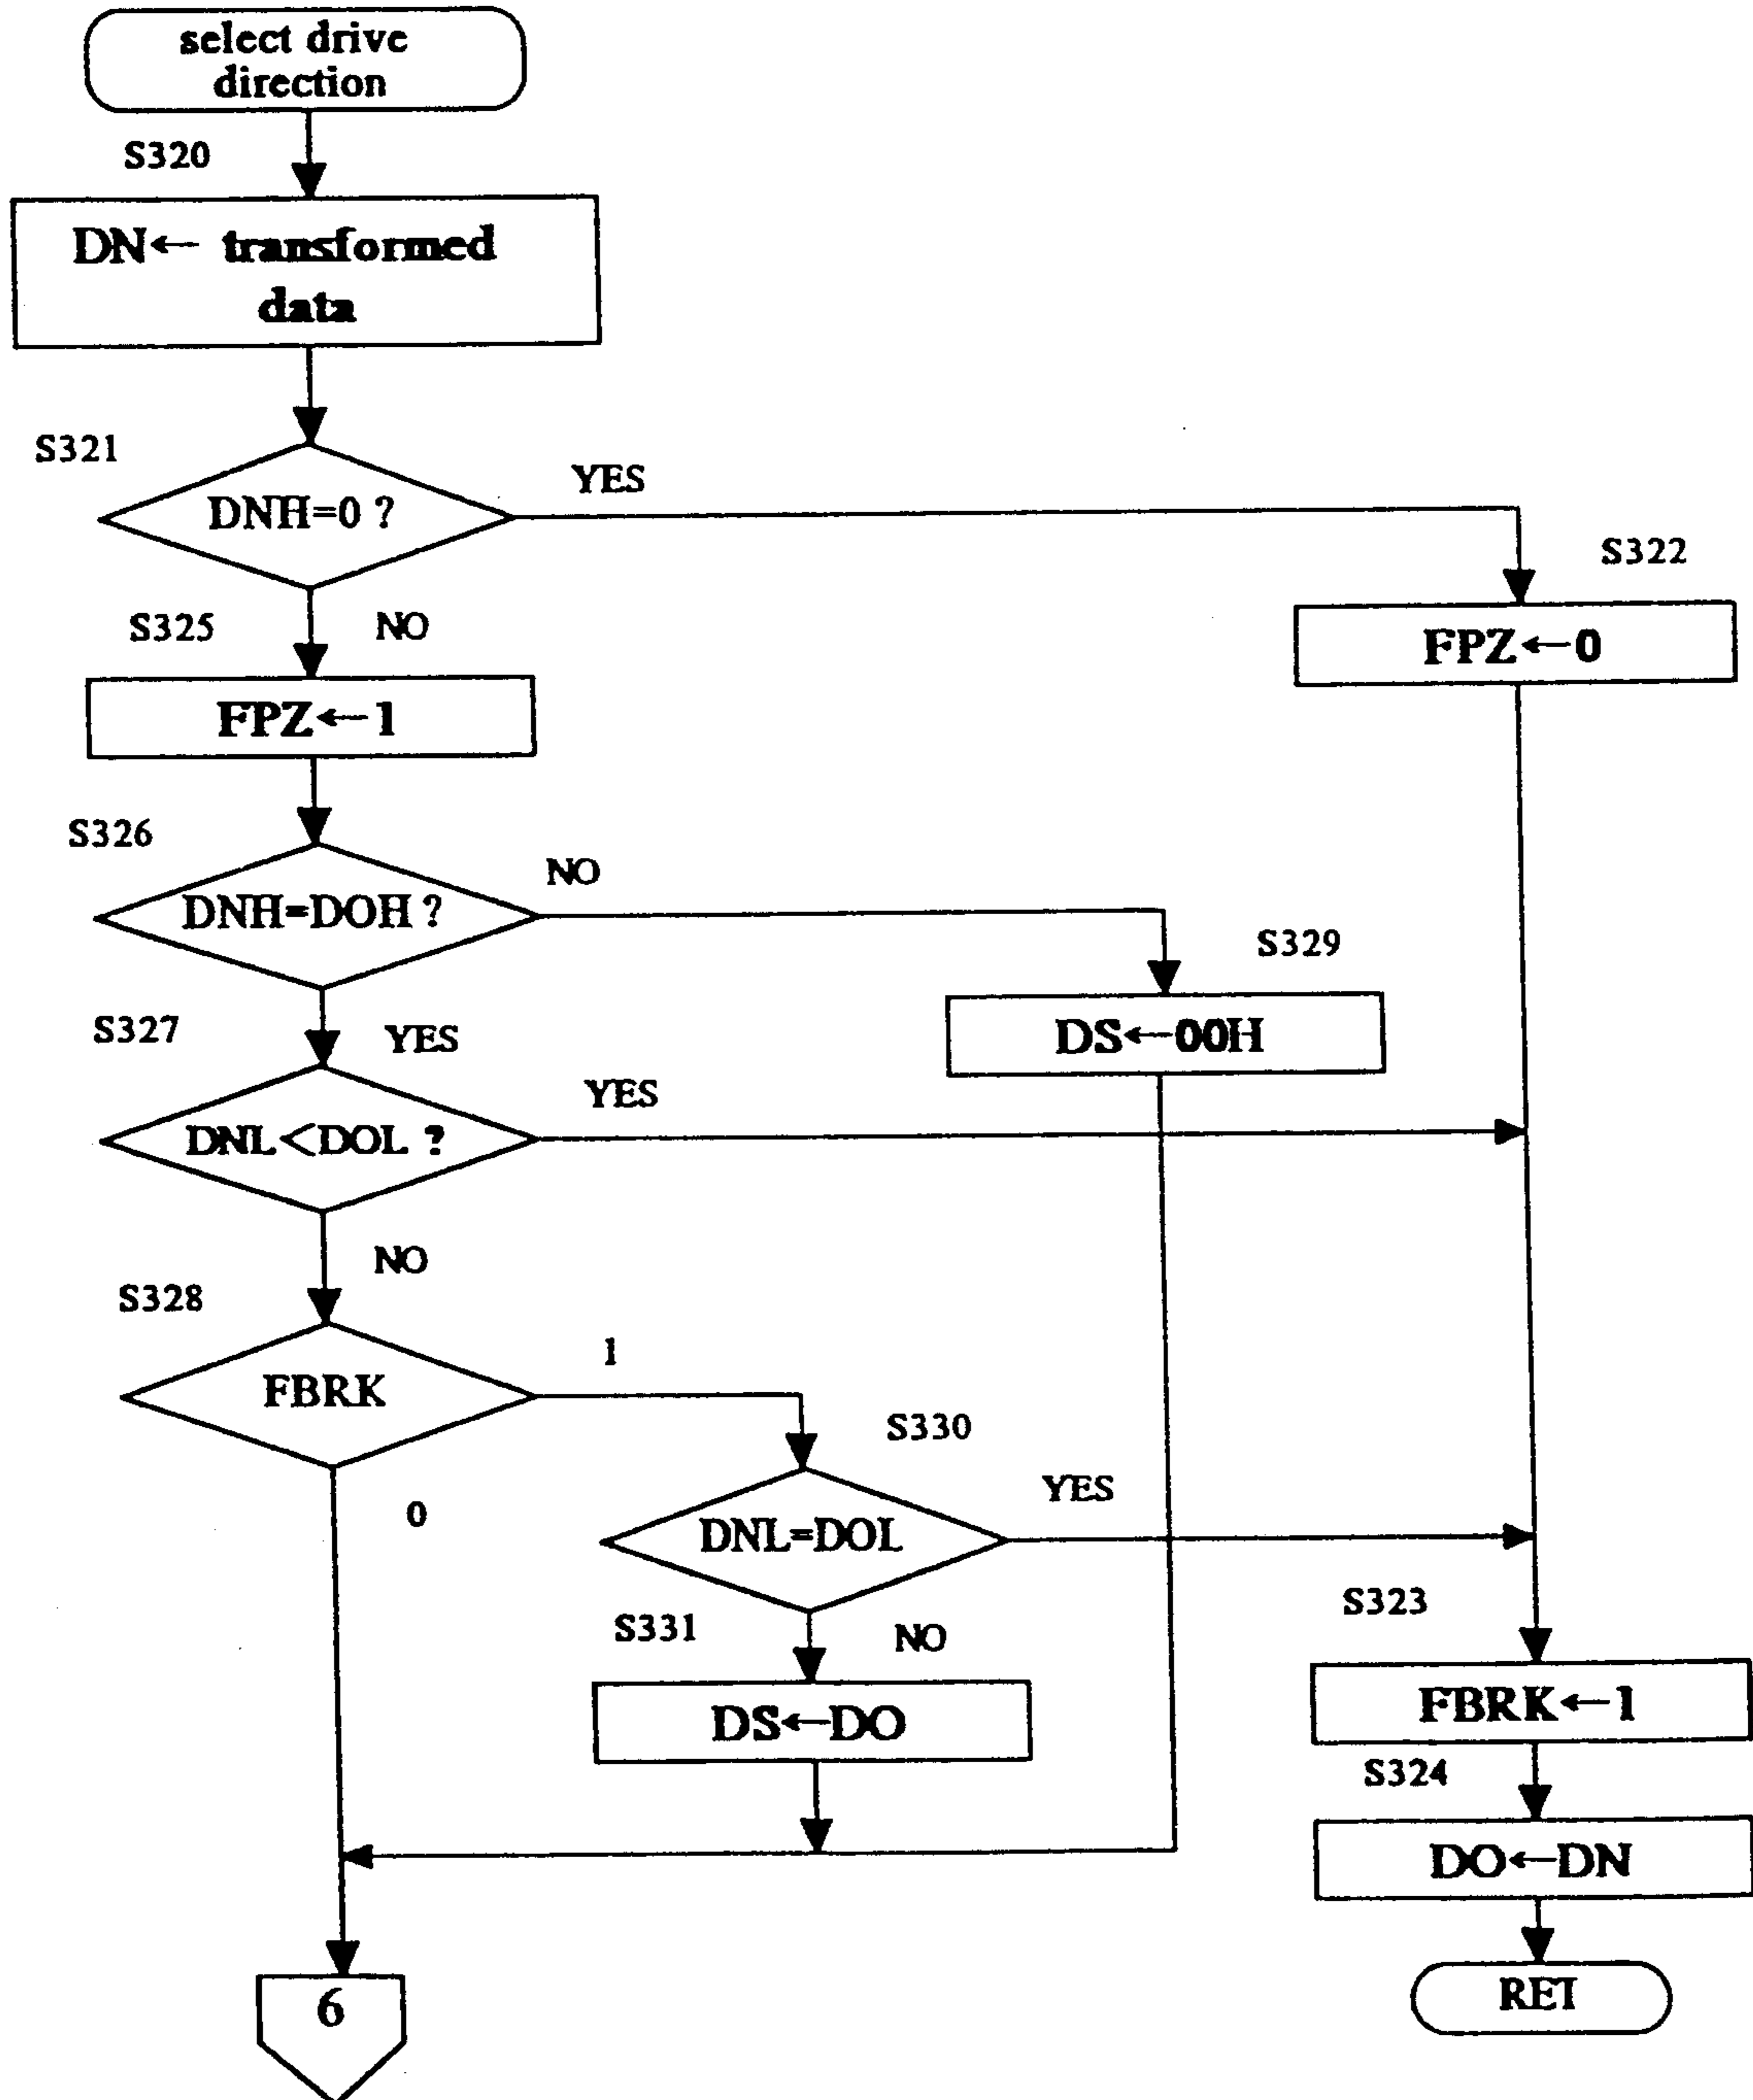 select drive
direction
S320
DN← transformed
data
S321
DNH=0 ?
YES
S322
FPZ←0
S325
NO
FPZ←1
S326
DNH=DOH ?
NO
S329
DS←00H
S327
YES
DNL<DOL ?
YES
NO
S328
FBRK
1
0
S330
DNL=DOL
YES
S331
NO
DS←DO
S323
FBRK←1
S324
DO←DN
RET
6